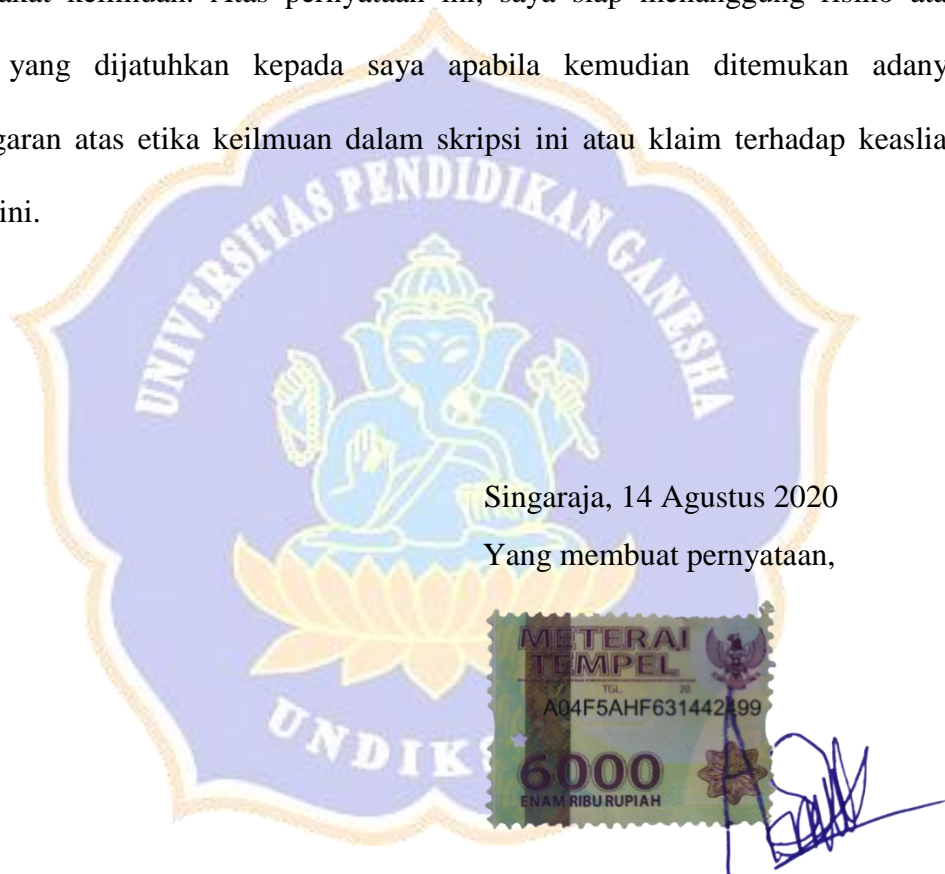 yang dijatuhkan kepada saya apabila kemudian ditemukan adany
garan atas etika keilmuan dalam skripsi ini atau klaim terhadap keaslia
ini.
UNIVERSITAS PENDIDIKAN GANESHA
Singaraja, 14 Agustus 2020
Yang membuat pernyataan,
METERAI
TEMPEL
TGL. 20
A04F5AHF631442499
6000
ENAM RIBU RUPIAH
UNDIK